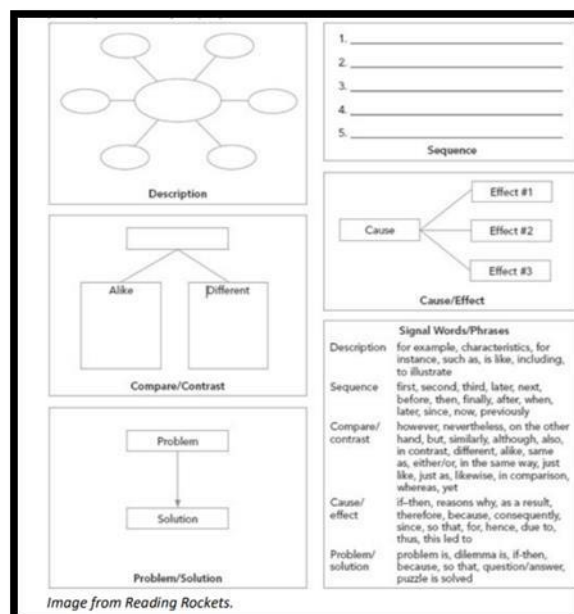 Description
1.
2.
3.
4.
5.
Sequence
Alike
Different
Compare/Contrast
Cause
Effect #1
Effect #2
Effect #3
Cause/Effect
Problem
Solution
Problem/Solution
Signal Words/Phrases
Description for example, characteristics, for
instance, such as, is like, including,
to illustrate
Sequence first, second, third, later, next,
before, then, finally, after, when,
later, since, now, previously
Compare/ however, nevertheless, on the other
contrast hand, but, similarly, although, also,
in contrast, different, alike, same
as, either/or, in the same way, just
like, just as, likewise, in comparison,
whereas, yet
Cause/ if–then, reasons why, as a result,
effect therefore, because, consequently,
since, so that, for, hence, due to,
thus, this led to
Problem/ problem is, dilemma is, if-then,
solution because, so that, question/answer,
puzzle is solved
Image from Reading Rockets.